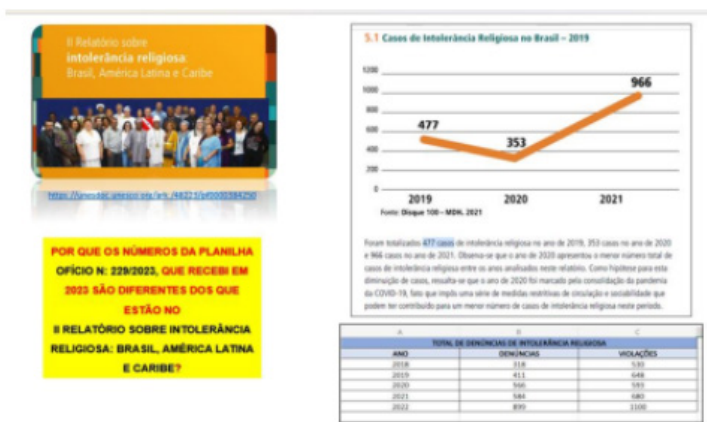 II Relatório sobre
intolerância religiosa:
Brasil, América Latina e Caribe
POR QUE OS NÚMEROS DA PLANILHA
OFÍCIO N: 229/2023, QUE RECEBI EM
2023 SÃO DIFERENTES DOS QUE
ESTÃO NO
II RELATÓRIO SOBRE INTOLERÂNCIA
RELIGIOSA: BRASIL, AMÉRICA LATINA
E CARIBE?
5.1 Casos de Intolerância Religiosa no Brasil – 2019
1200
1000
800
600
400
200
0
477
353
966
2019 2020 2021
Fonte: Disque 100 – MDH. 2021
Foram totalizados 477 casos de intolerância religiosa no ano de 2019, 353 casos no ano de 2020
e 966 casos no ano de 2021. Observa-se que o ano de 2020 apresentou o menor número total de
casos de intolerância religiosa entre os anos analisados neste relatório. Como hipótese para esta
diminuição de casos, ressalta-se que o ano de 2020 foi marcado pela consolidação da pandemia
da COVID-19, fato que impôs uma série de medidas restritivas de circulação e sociabilidade que
podem ter contribuído para um menor número de casos de intolerância religiosa neste período.
A B C
TOTAL DE DENÚNCIAS DE INTOLERÂNCIA RELIGIOSA
ANO DENÚNCIAS VIOLAÇÕES
2018 318 530
2019 411 648
2020 566 593
2021 584 680
2022 899 1100